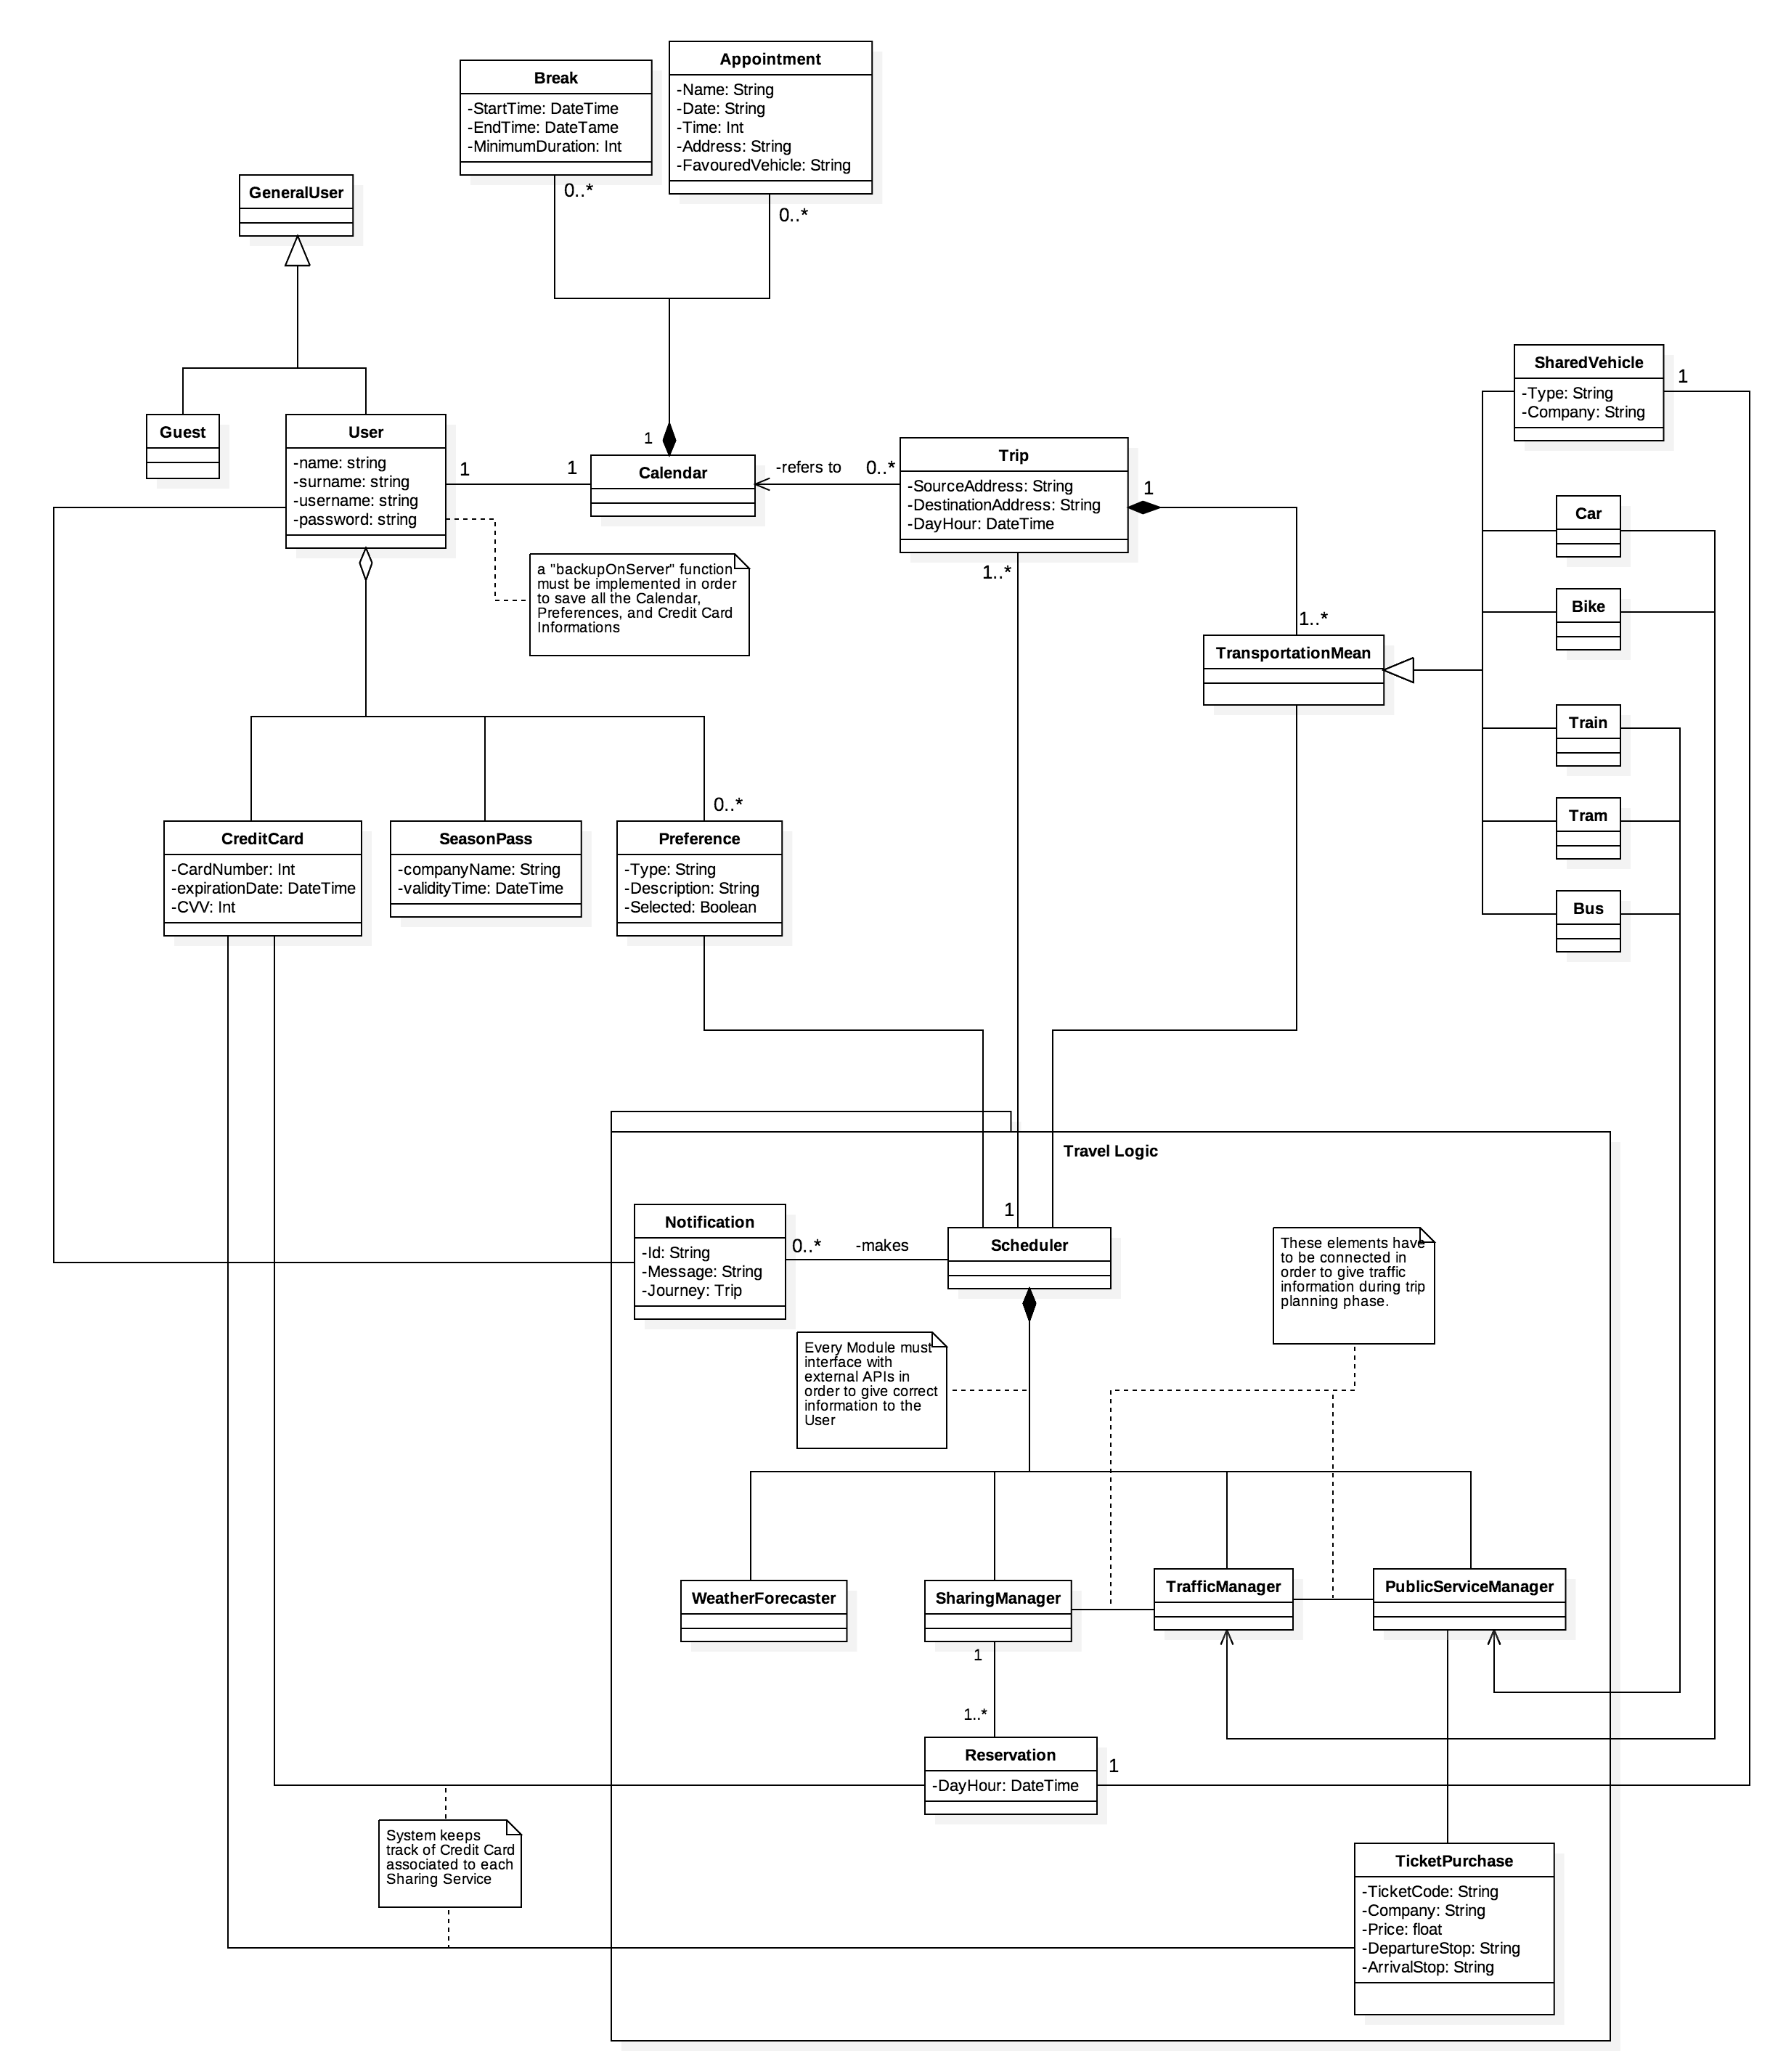 Break
-StartTime: DateTime
-EndTime: DateTame
-MinimumDuration: Int
0..*
Appointment
-Name: String
-Date: String
-Time: Int
-Address: String
-FavouredVehicle: String
0..*
GeneralUser
Guest
User
-name: string
-surname: string
-username: string
-password: string
1
1
1
Calendar
-refers to
0..*
Trip
-SourceAddress: String
-DestinationAddress: String
-DayHour: DateTime
1
1..*
1..*
SharedVehicle
-Type: String
-Company: String
1
Car
Bike
Train
Tram
Bus
TransportationMean
a "backupOnServer" function
must be implemented in order
to save all the Calendar,
Preferences, and Credit Card
Informations
CreditCard
-CardNumber: Int
-expirationDate: DateTime
-CVV: Int
SeasonPass
-companyName: String
-validityTime: DateTime
0..*
Preference
-Type: String
-Description: String
-Selected: Boolean
Travel Logic
Notification
-Id: String
-Message: String
-Journey: Trip
0..*
-makes
1
Scheduler
These elements have
to be connected in
order to give traffic
information during trip
planning phase.
Every Module must
interface with
external APIs in
order to give correct
information to the
User
WeatherForecaster
SharingManager
TrafficManager
PublicServiceManager
1
1..*
Reservation
-DayHour: DateTime
1
System keeps
track of Credit Card
associated to each
Sharing Service
TicketPurchase
-TicketCode: String
-Company: String
-Price: float
-DepartureStop: String
-ArrivalStop: String